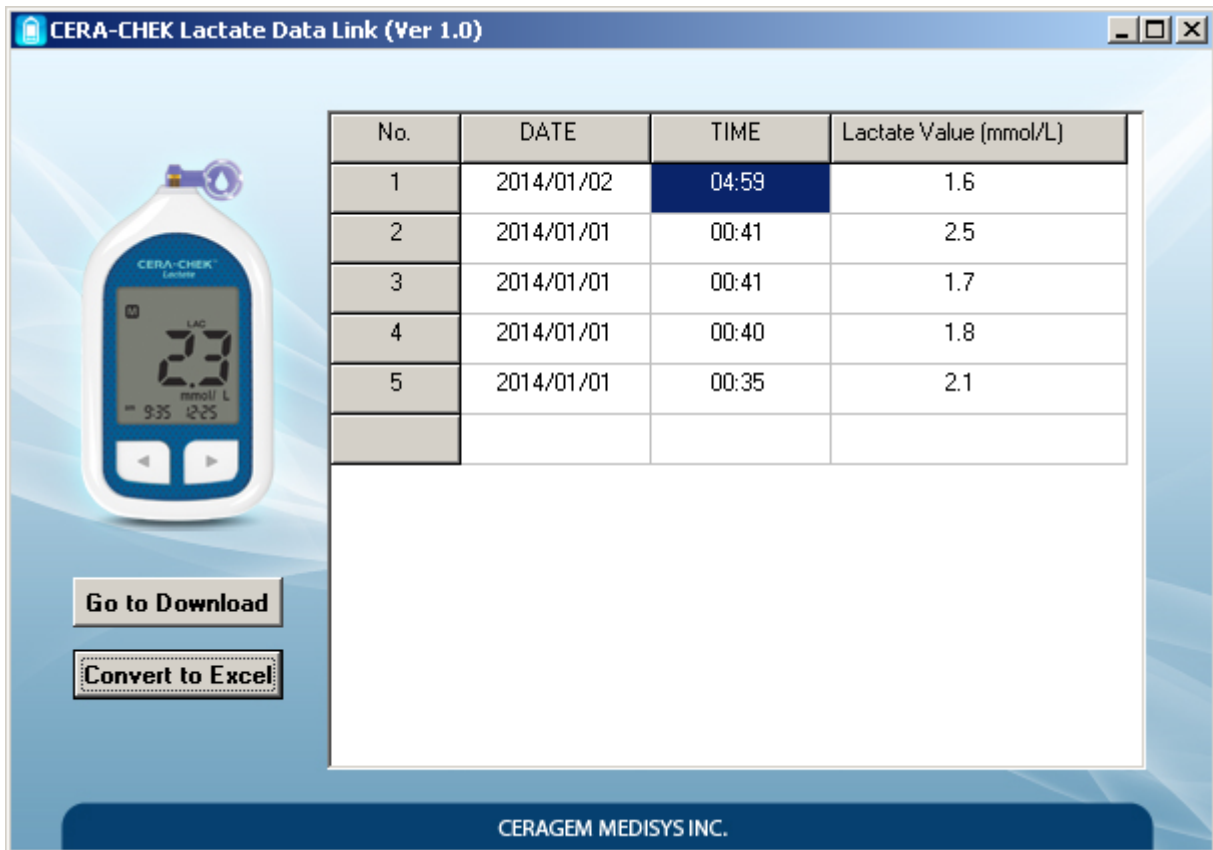 CERA-CHEK Lactate Data Link (Ver 1.0)
No. DATE TIME Lactate Value (mmol/L)
1 2014/01/02 04:59 1.6
2 2014/01/01 00:41 2.5
3 2014/01/01 00:41 1.7
4 2014/01/01 00:40 1.8
5 2014/01/01 00:35 2.1
CERA-CHEK™
Lactate
M
LAC
2.3
mmol/ L
9:35 12-25
Go to Download
Convert to Excel
CERAGEM MEDISYS INC.